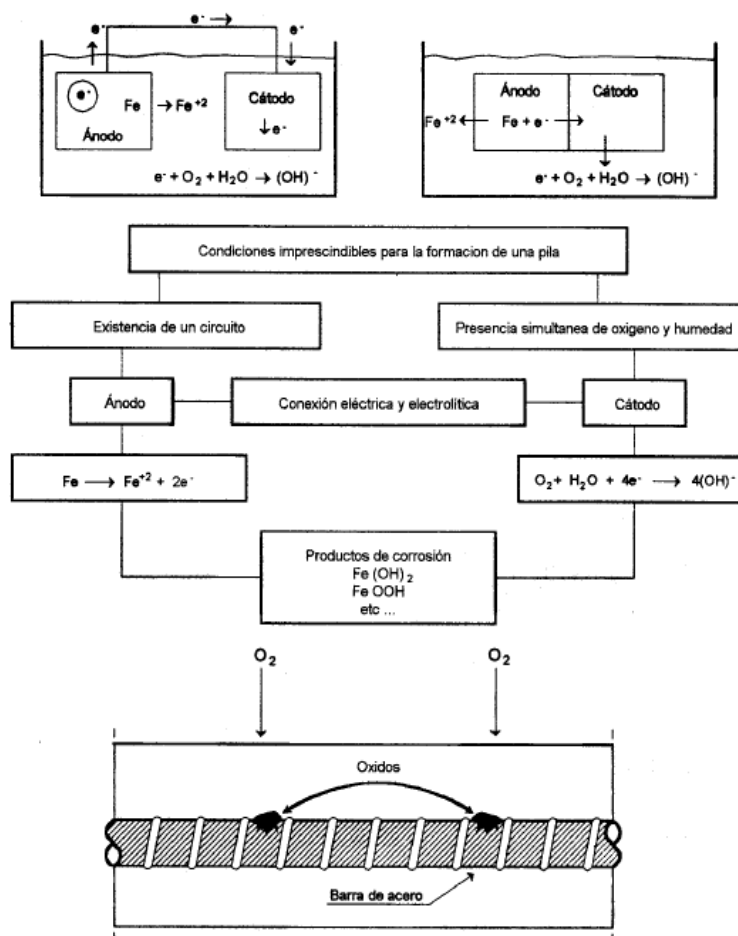 e⁻ →
e⁻
e⁻
e⁻
Fe → Fe⁺²
Ánodo
Cátodo
↓ e⁻
e⁻ + O₂ + H₂O → (OH)⁻
Ánodo
Cátodo
Fe⁺² ← Fe + e⁻ →
e⁻ + O₂ + H₂O → (OH)⁻
Condiciones imprescindibles para la formacion de una pila
Existencia de un circuito
Presencia simultanea de oxigeno y humedad
Ánodo
Conexión eléctrica y electrolítica
Cátodo
Fe → Fe⁺² + 2e⁻
O₂ + H₂O + 4e⁻ → 4(OH)⁻
Productos de corrosión
Fe (OH)₂
Fe OOH
etc ...
O₂
O₂
Oxidos
Barra de acero